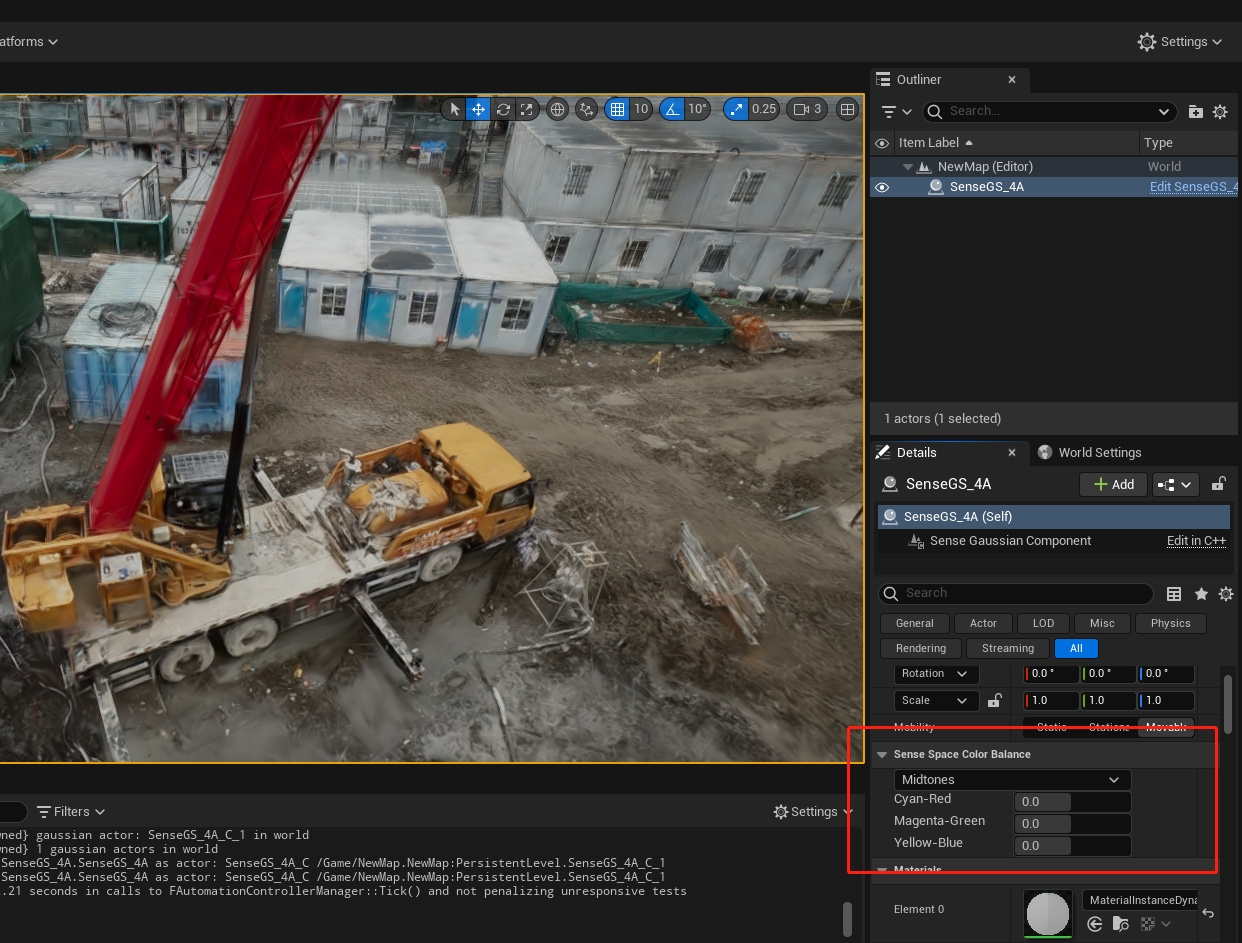 atforms
Settings
Outliner
10
10°
0.25
3
Search...
Item Label
Type
NewMap (Editor)
World
SenseGS_4A
Edit SenseGS_4
1 actors (1 selected)
Details
World Settings
SenseGS_4A
Add
SenseGS_4A (Self)
Sense Gaussian Component
Edit in C++
Search
General
Actor
LOD
Misc
Physics
Rendering
Streaming
All
Rotation
0.0 °
0.0 °
0.0 °
Scale
1.0
1.0
1.0
Mobility
Static
Stationa
Movabl
Sense Space Color Balance
Midtones
Cyan-Red
0.0
Magenta-Green
0.0
Yellow-Blue
0.0
Materials
Element 0
MaterialInstanceDyna
Filters
Settings
ned} gaussian actor: SenseGS_4A_C_1 in world
ned} 1 gaussian actors in world
SenseGS_4A.SenseGS_4A as actor: SenseGS_4A_C /Game/NewMap.NewMap:PersistentLevel.SenseGS_4A_C_1
SenseGS_4A.SenseGS_4A as actor: SenseGS_4A_C /Game/NewMap.NewMap:PersistentLevel.SenseGS_4A_C_1
.21 seconds in calls to FAutomationControllerManager::Tick() and not penalizing unresponsive tests